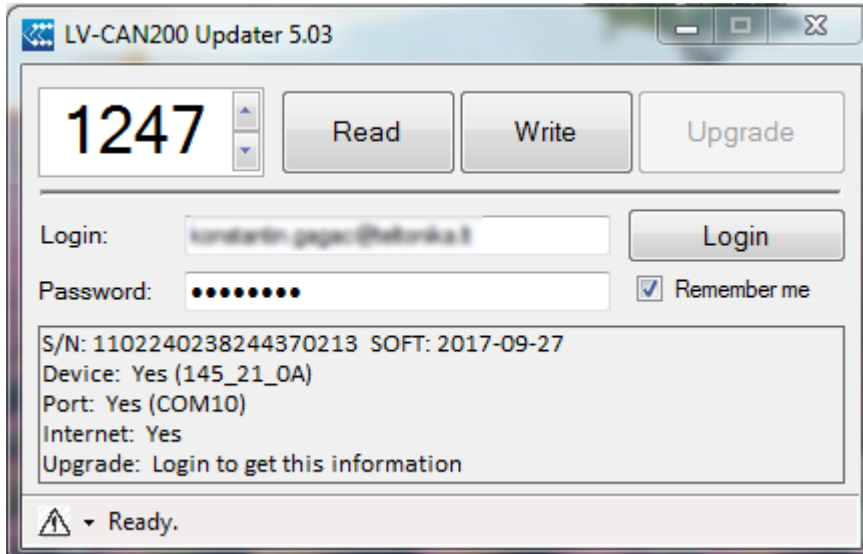 LV-CAN200 Updater 5.03
1247 Read Write Upgrade
Login: Login
Password: •••••••• Remember me
S/N: 1102240238244370213 SOFT: 2017-09-27
Device: Yes (145_21_0A)
Port: Yes (COM10)
Internet: Yes
Upgrade: Login to get this information
Ready.